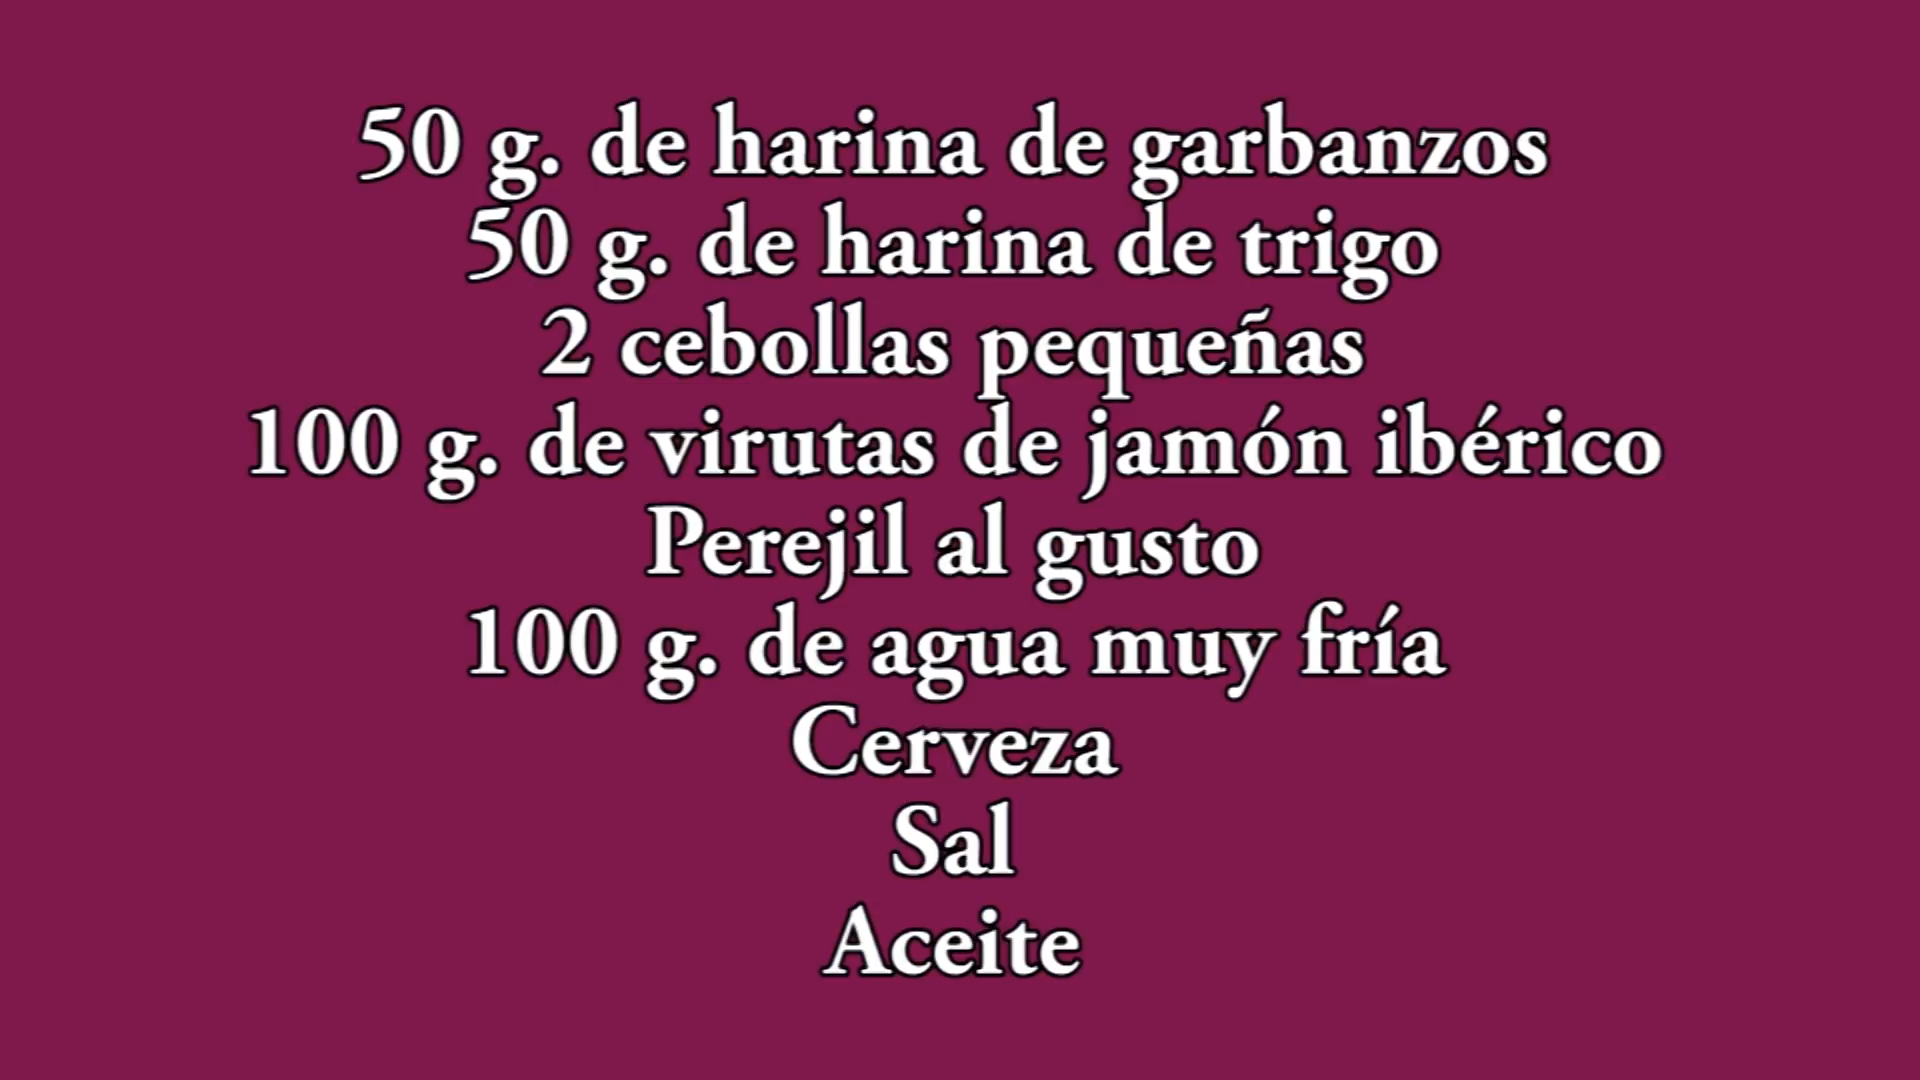 50 g. de harina de garbanzos
50 g. de harina de trigo
2 cebollas pequeñas
100 g. de virutas de jamón ibérico
Perejil al gusto
100 g. de agua muy fría
Cerveza
Sal
Aceite